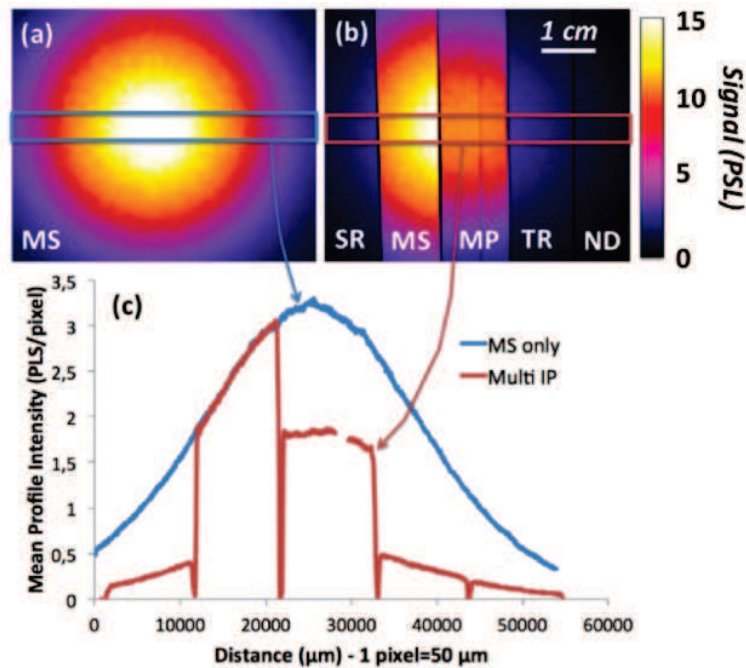 (a)
MS
(b)
1 cm
SR MS MP TR ND
15
10
5
0
Signal (PSL)
(c)
Mean Profile Intensity (PLS/pixel)
3,5
3
2,5
2
1,5
1
0,5
0
MS only
Multi IP
0 10000 20000 30000 40000 50000 60000
Distance (μm) - 1 pixel=50 μm